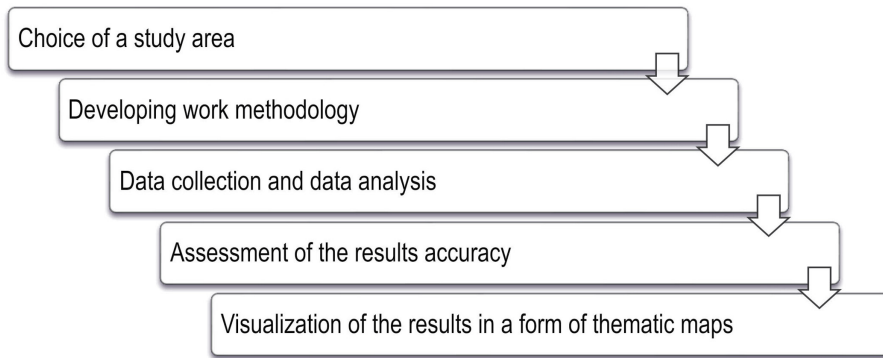 Choice of a study area
Developing work methodology
Data collection and data analysis
Assessment of the results accuracy
Visualization of the results in a form of thematic maps